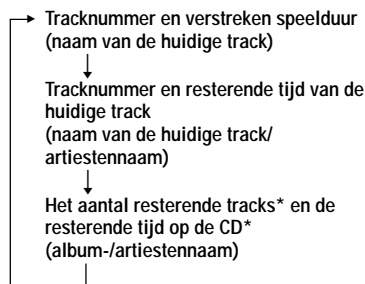 Tracknummer en verstreken speelduur
(naam van de huidige track)
Tracknummer en resterende tijd van de
huidige track
(naam van de huidige track/
artiestennaam)
Het aantal resterende tracks* en de
resterende tijd op de CD*
(album-/artiestennaam)